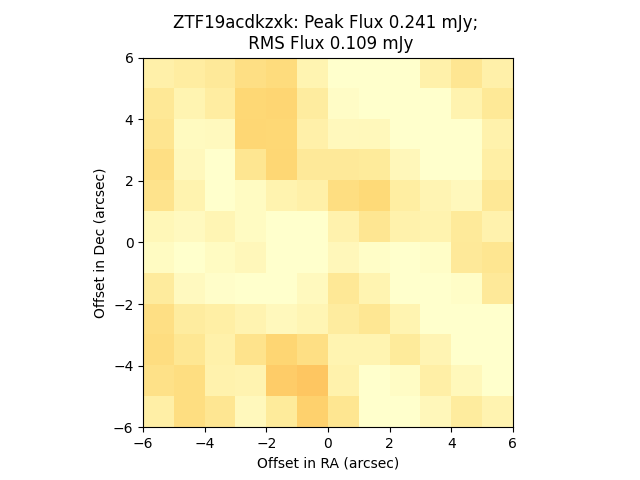 ZTF19acdkzxk: Peak Flux 0.241 mJy;
RMS Flux 0.109 mJy
6
4
2
0
−2
−4
−6
Offset in Dec (arcsec)
−6 −4 −2 0 2 4 6
Offset in RA (arcsec)